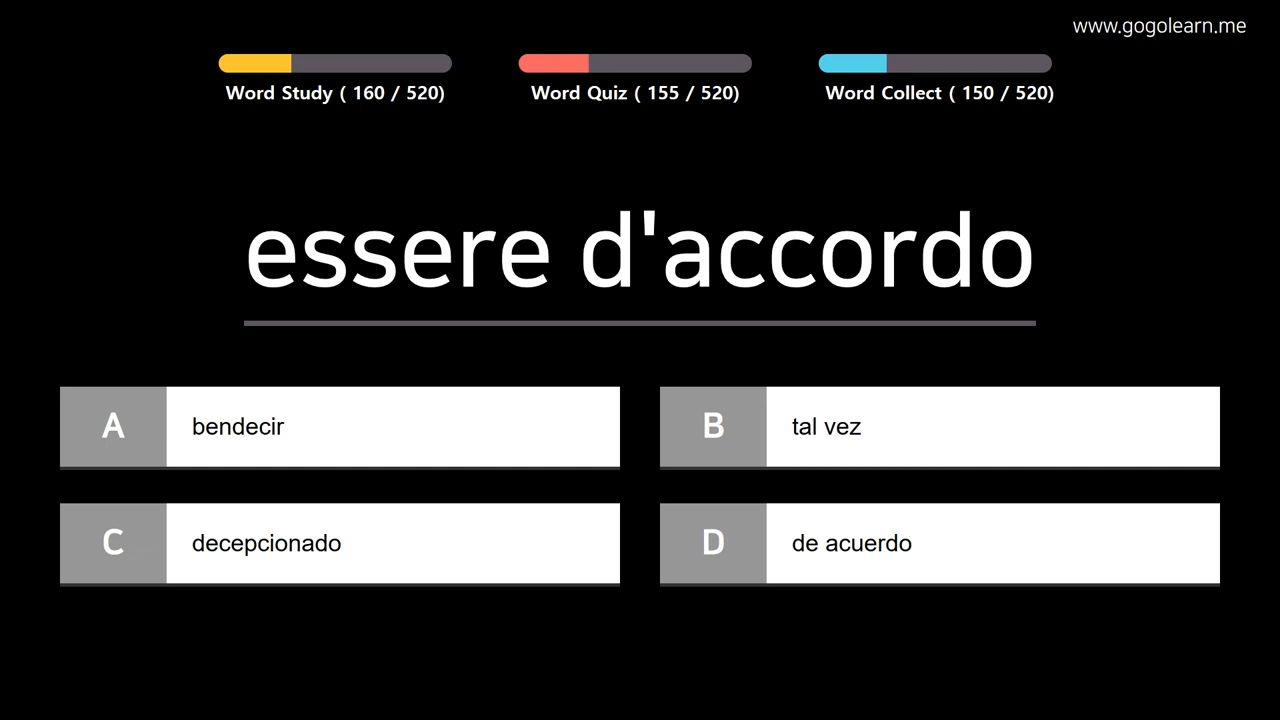 www.gogolearn.me
Word Study ( 160 / 520)
Word Quiz ( 155 / 520)
Word Collect ( 150 / 520)
essere d'accordo
A bendecir
B tal vez
C decepcionado
D de acuerdo